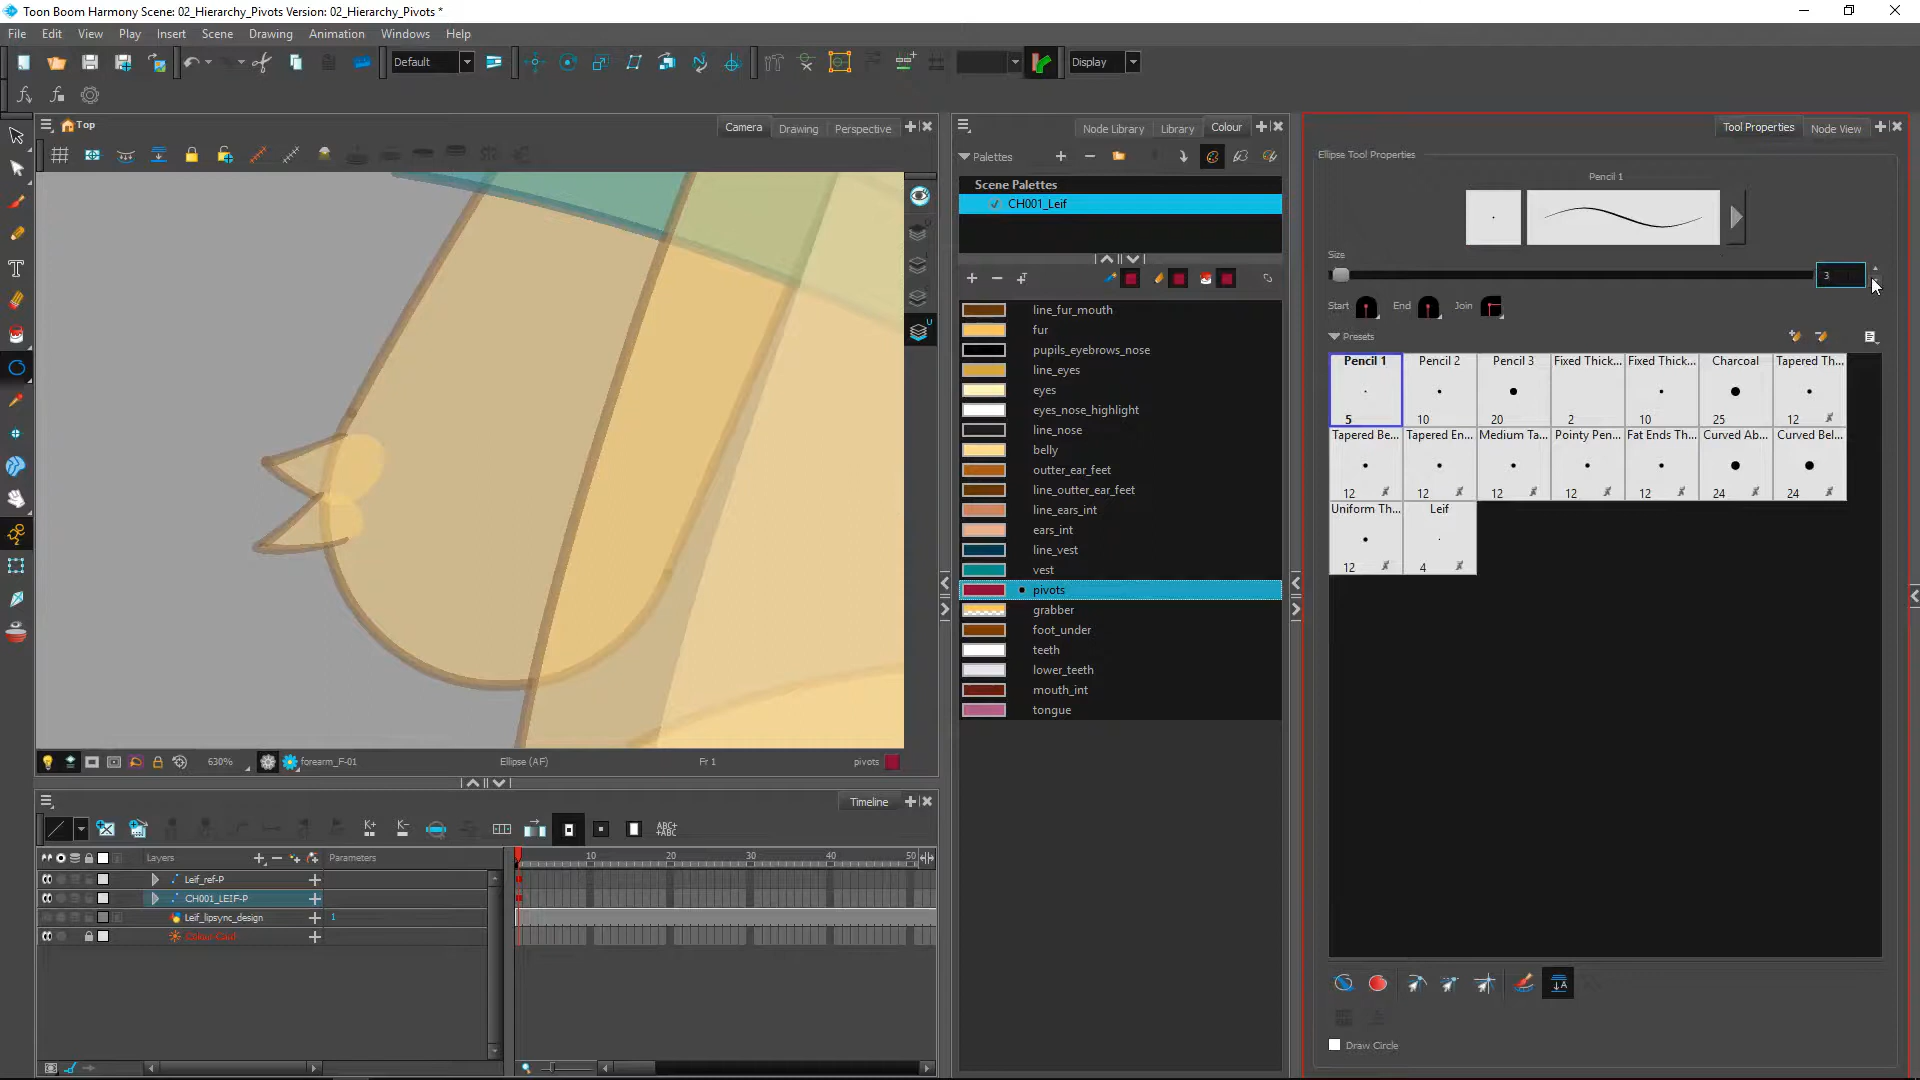 Toon Boom Harmony Scene: 02_Hierarchy_Pivots Version: 02_Hierarchy_Pivots *
File Edit View Play Insert Scene Drawing Animation Windows Help
Default
Display
Top
Camera Drawing Perspective
630% forearm_F-01 Ellipse (AF) Fr 1 pivots
Node Library Library Colour
Palettes
Scene Palettes
CH001_Leif
line_fur_mouth
fur
pupils_eyebrows_nose
line_eyes
eyes
eyes_nose_highlight
line_nose
belly
outter_ear_feet
line_outter_ear_feet
line_ears_int
ears_int
line_vest
vest
pivots
grabber
foot_under
teeth
lower_teeth
mouth_int
tongue
Tool Properties Node View
Ellipse Tool Properties
Pencil 1
Size
3
Start End Join
Presets
Pencil 1 Pencil 2 Pencil 3 Fixed Thick... Fixed Thick... Charcoal Tapered Th...
5 10 20 2 10 25 12
Tapered Be... Tapered En... Medium Ta... Pointy Pen... Fat Ends Th... Curved Ab... Curved Bel...
12 12 12 12 12 24 24
Uniform Th... Leif
12 4
Draw Circle
Timeline
K+ K- ABC+ +ABC
Layers Parameters
10 20 30 40 50
Leif_ref-P
CH001_LEIF-P
Leif_lipsync_design 1
Colour-Card